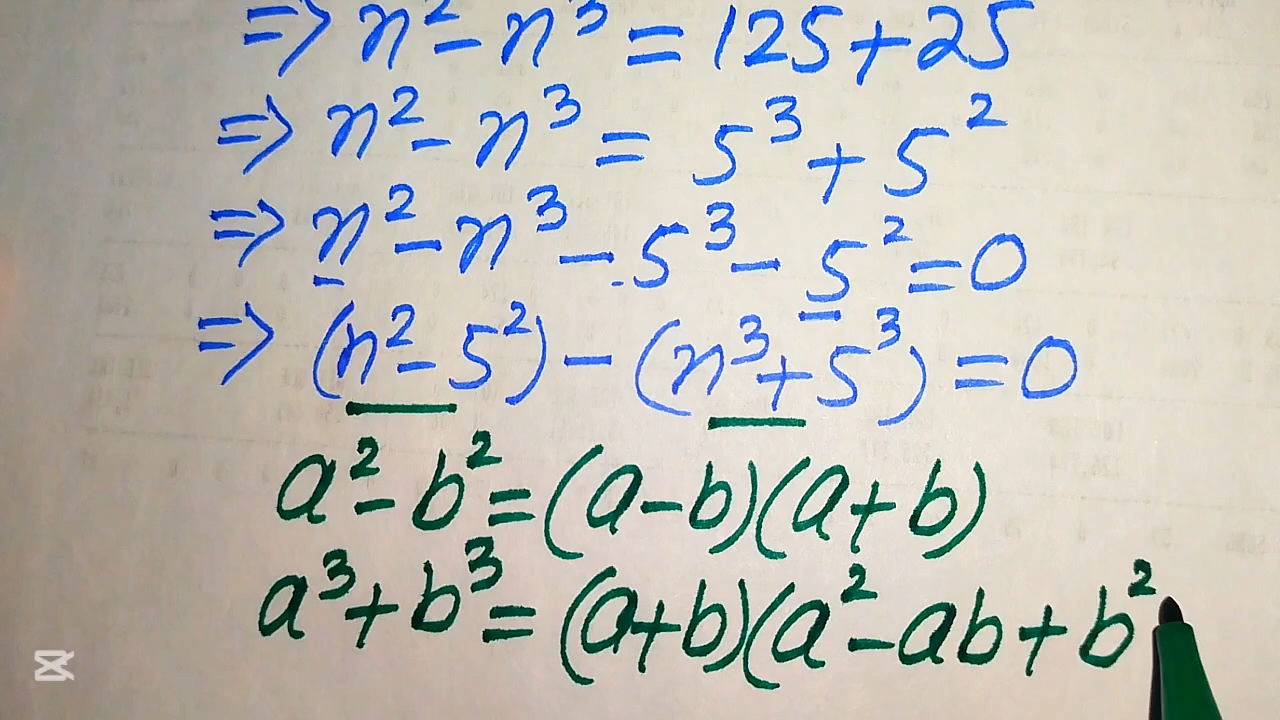 => n² - n³ = 125 + 25
=> n² - n³ = 5³ + 5²
=> n² - n³ - 5³ - 5² = 0
=> (n² - 5²) - (n³ + 5³) = 0
a² - b² = (a - b)(a + b)
a³ + b³ = (a + b)(a² - ab + b²